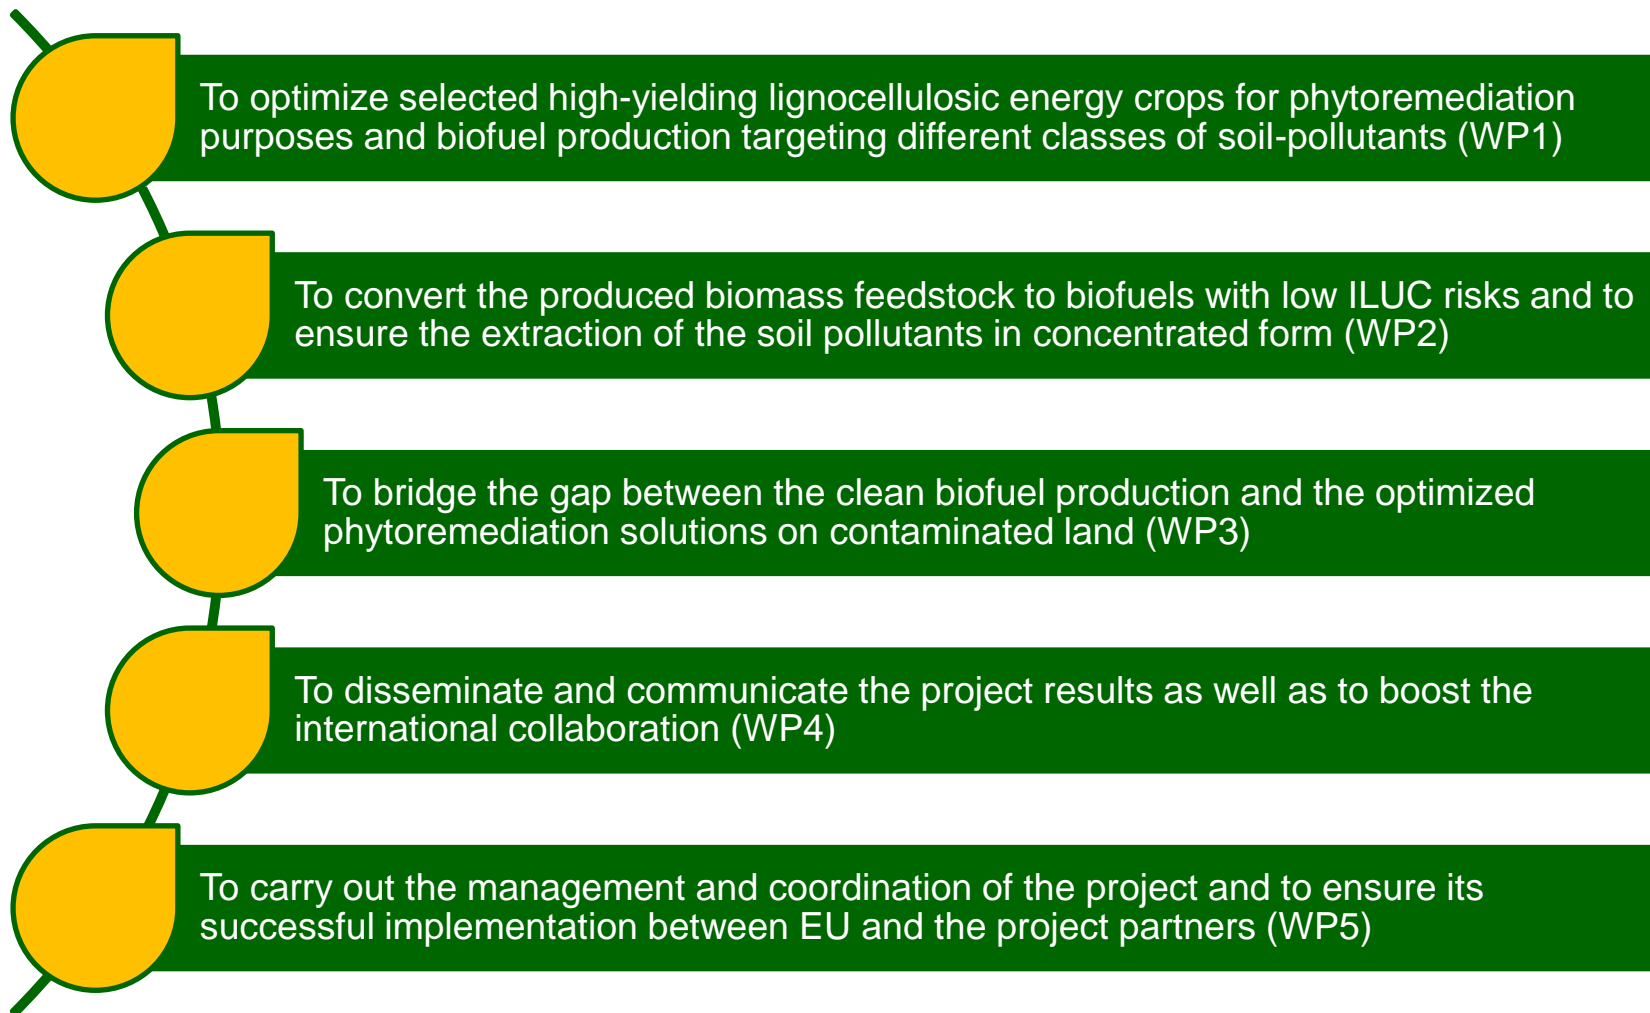 To optimize selected high-yielding lignocellulosic energy crops for phytoremediation
purposes and biofuel production targeting different classes of soil-pollutants (WP1)
To convert the produced biomass feedstock to biofuels with low ILUC risks and to
ensure the extraction of the soil pollutants in concentrated form (WP2)
To bridge the gap between the clean biofuel production and the optimized
phytoremediation solutions on contaminated land (WP3)
To disseminate and communicate the project results as well as to boost the
international collaboration (WP4)
To carry out the management and coordination of the project and to ensure its
successful implementation between EU and the project partners (WP5)